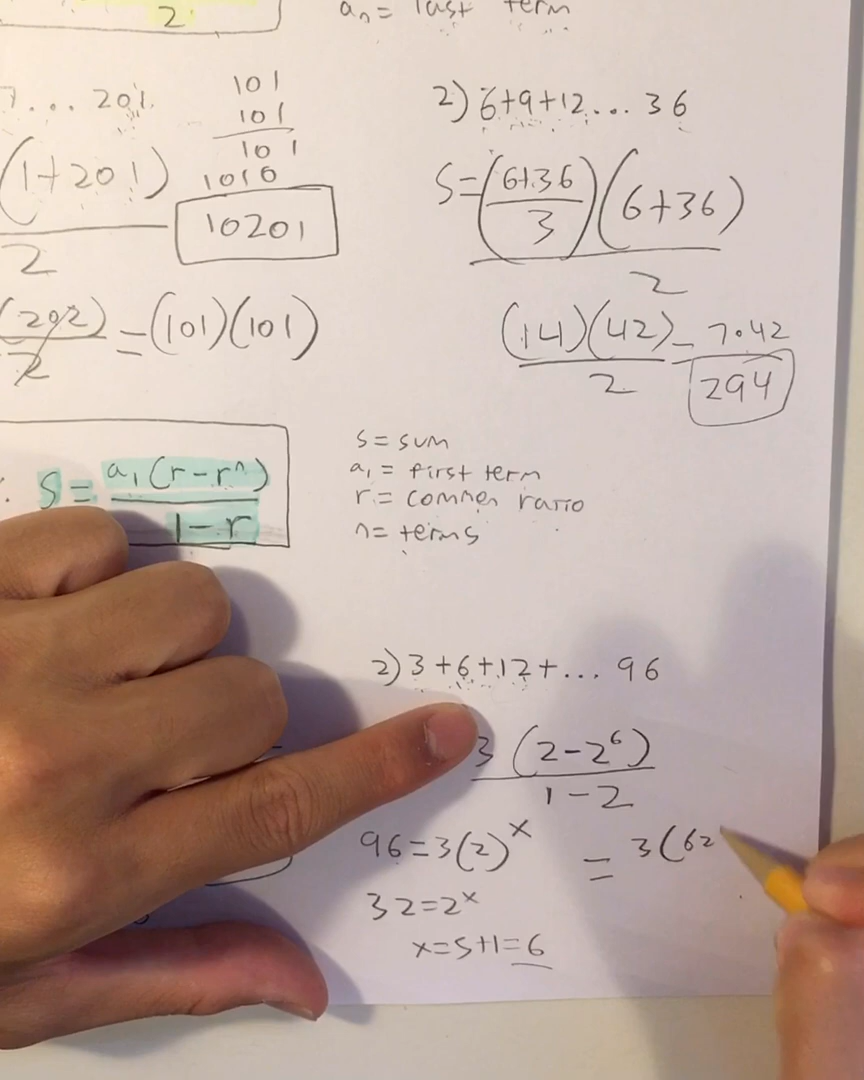 2
aₙ = last term
7... 201.
101
101
101
1010
10201
(1+201)
2
(202)/2 = (101)(101)
2) 6+9+12... 36
S = ((6+36)/3)(6+36)
2
(14)(42)/2 = 7·42
294
S = a₁(r-rⁿ)
1-r
S = sum
a₁ = first term
r = common ratio
n = terms
2) 3+6+12+... 96
3(2-2⁶)
1-2
96=3(2)ˣ
= 3(62
32=2ˣ
x=5+1=6